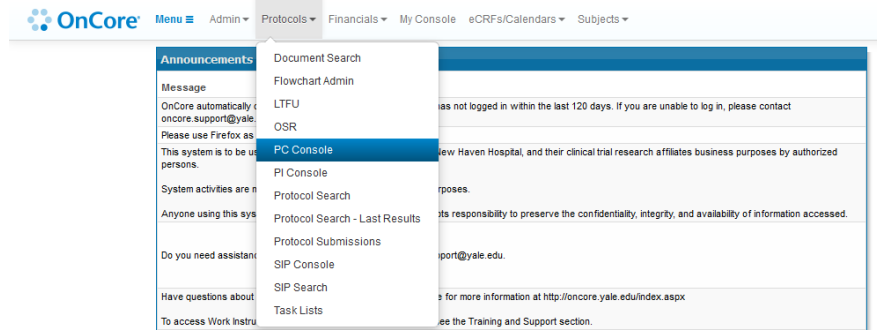 OnCore Menu ≡ Admin Protocols Financials My Console eCRFs/Calendars Subjects
Announcements
Message
OnCore automatically
has not logged in within the last 120 days. If you are unable to log in, please contact
oncore.support@yale.
Please use Firefox as
This system is to be
New Haven Hospital, and their clinical trial research affiliates business purposes by authorized
persons.
System activities are
Anyone using this sys
responsibility to preserve the confidentiality, integrity, and availability of information accessed.
Do you need assistan
port@yale.edu.
Have questions about
for more information at http://oncore.yale.edu/index.aspx
To access Work Instru
see the Training and Support section.
Document Search
Flowchart Admin
LTFU
OSR
PC Console
PI Console
Protocol Search
Protocol Search - Last Results
Protocol Submissions
SIP Console
SIP Search
Task Lists